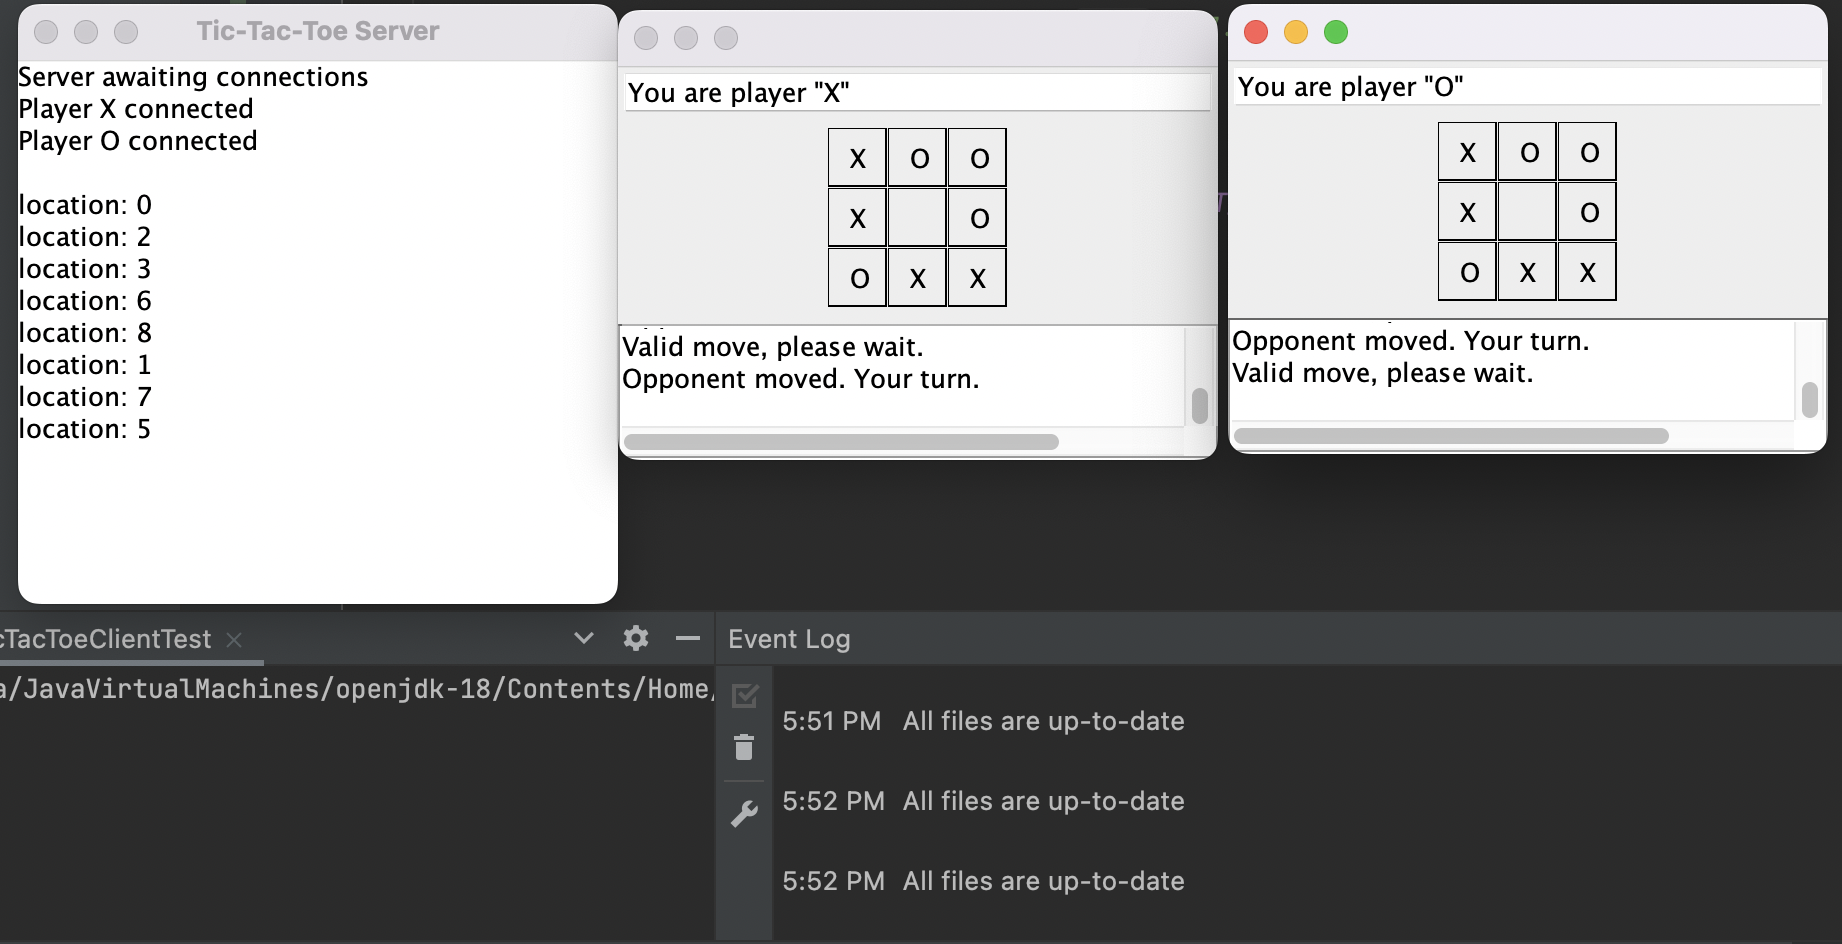 Tic-Tac-Toe Server
Server awaiting connections
Player X connected
Player O connected
location: 0
location: 2
location: 3
location: 6
location: 8
location: 1
location: 7
location: 5
You are player "X"
X O O
X O
O X X
Valid move, please wait.
Opponent moved. Your turn.
You are player "O"
X O O
X O
O X X
Opponent moved. Your turn.
Valid move, please wait.
cTacToeClientTest
a/JavaVirtualMachines/openjdk-18/Contents/Home/
Event Log
5:51 PM All files are up-to-date
5:52 PM All files are up-to-date
5:52 PM All files are up-to-date